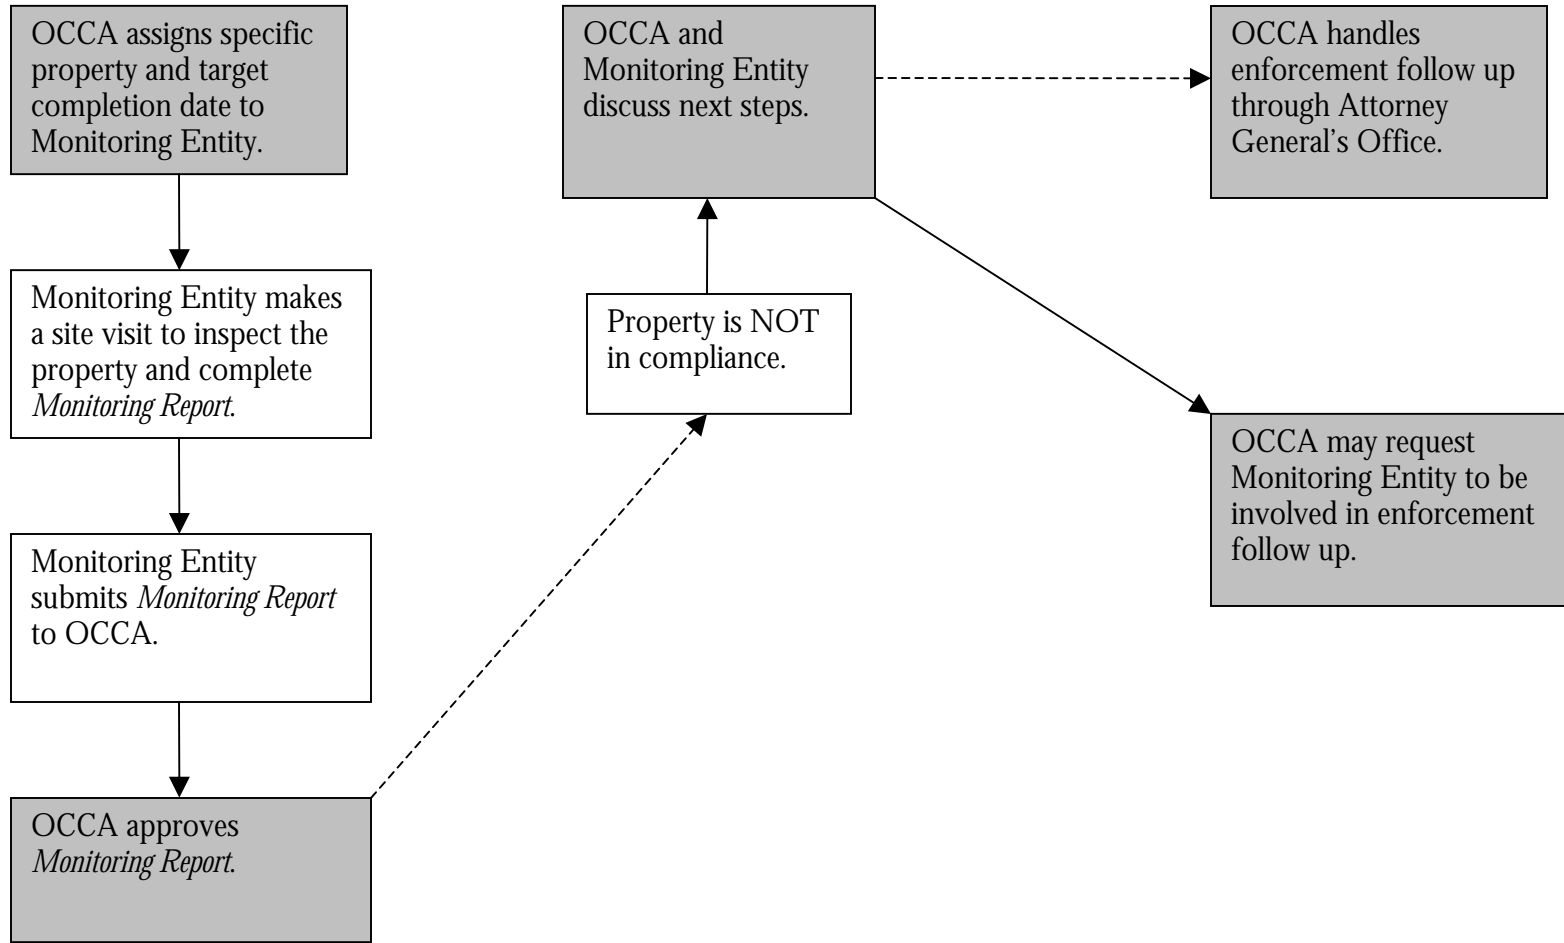 OCCA assigns specific
property and target
completion date to
Monitoring Entity.
Monitoring Entity makes
a site visit to inspect the
property and complete
Monitoring Report.
Monitoring Entity
submits Monitoring Report
to OCCA.
OCCA approves
Monitoring Report.
Property is NOT
in compliance.
OCCA and
Monitoring Entity
discuss next steps.
OCCA handles
enforcement follow up
through Attorney
General’s Office.
OCCA may request
Monitoring Entity to be
involved in enforcement
follow up.